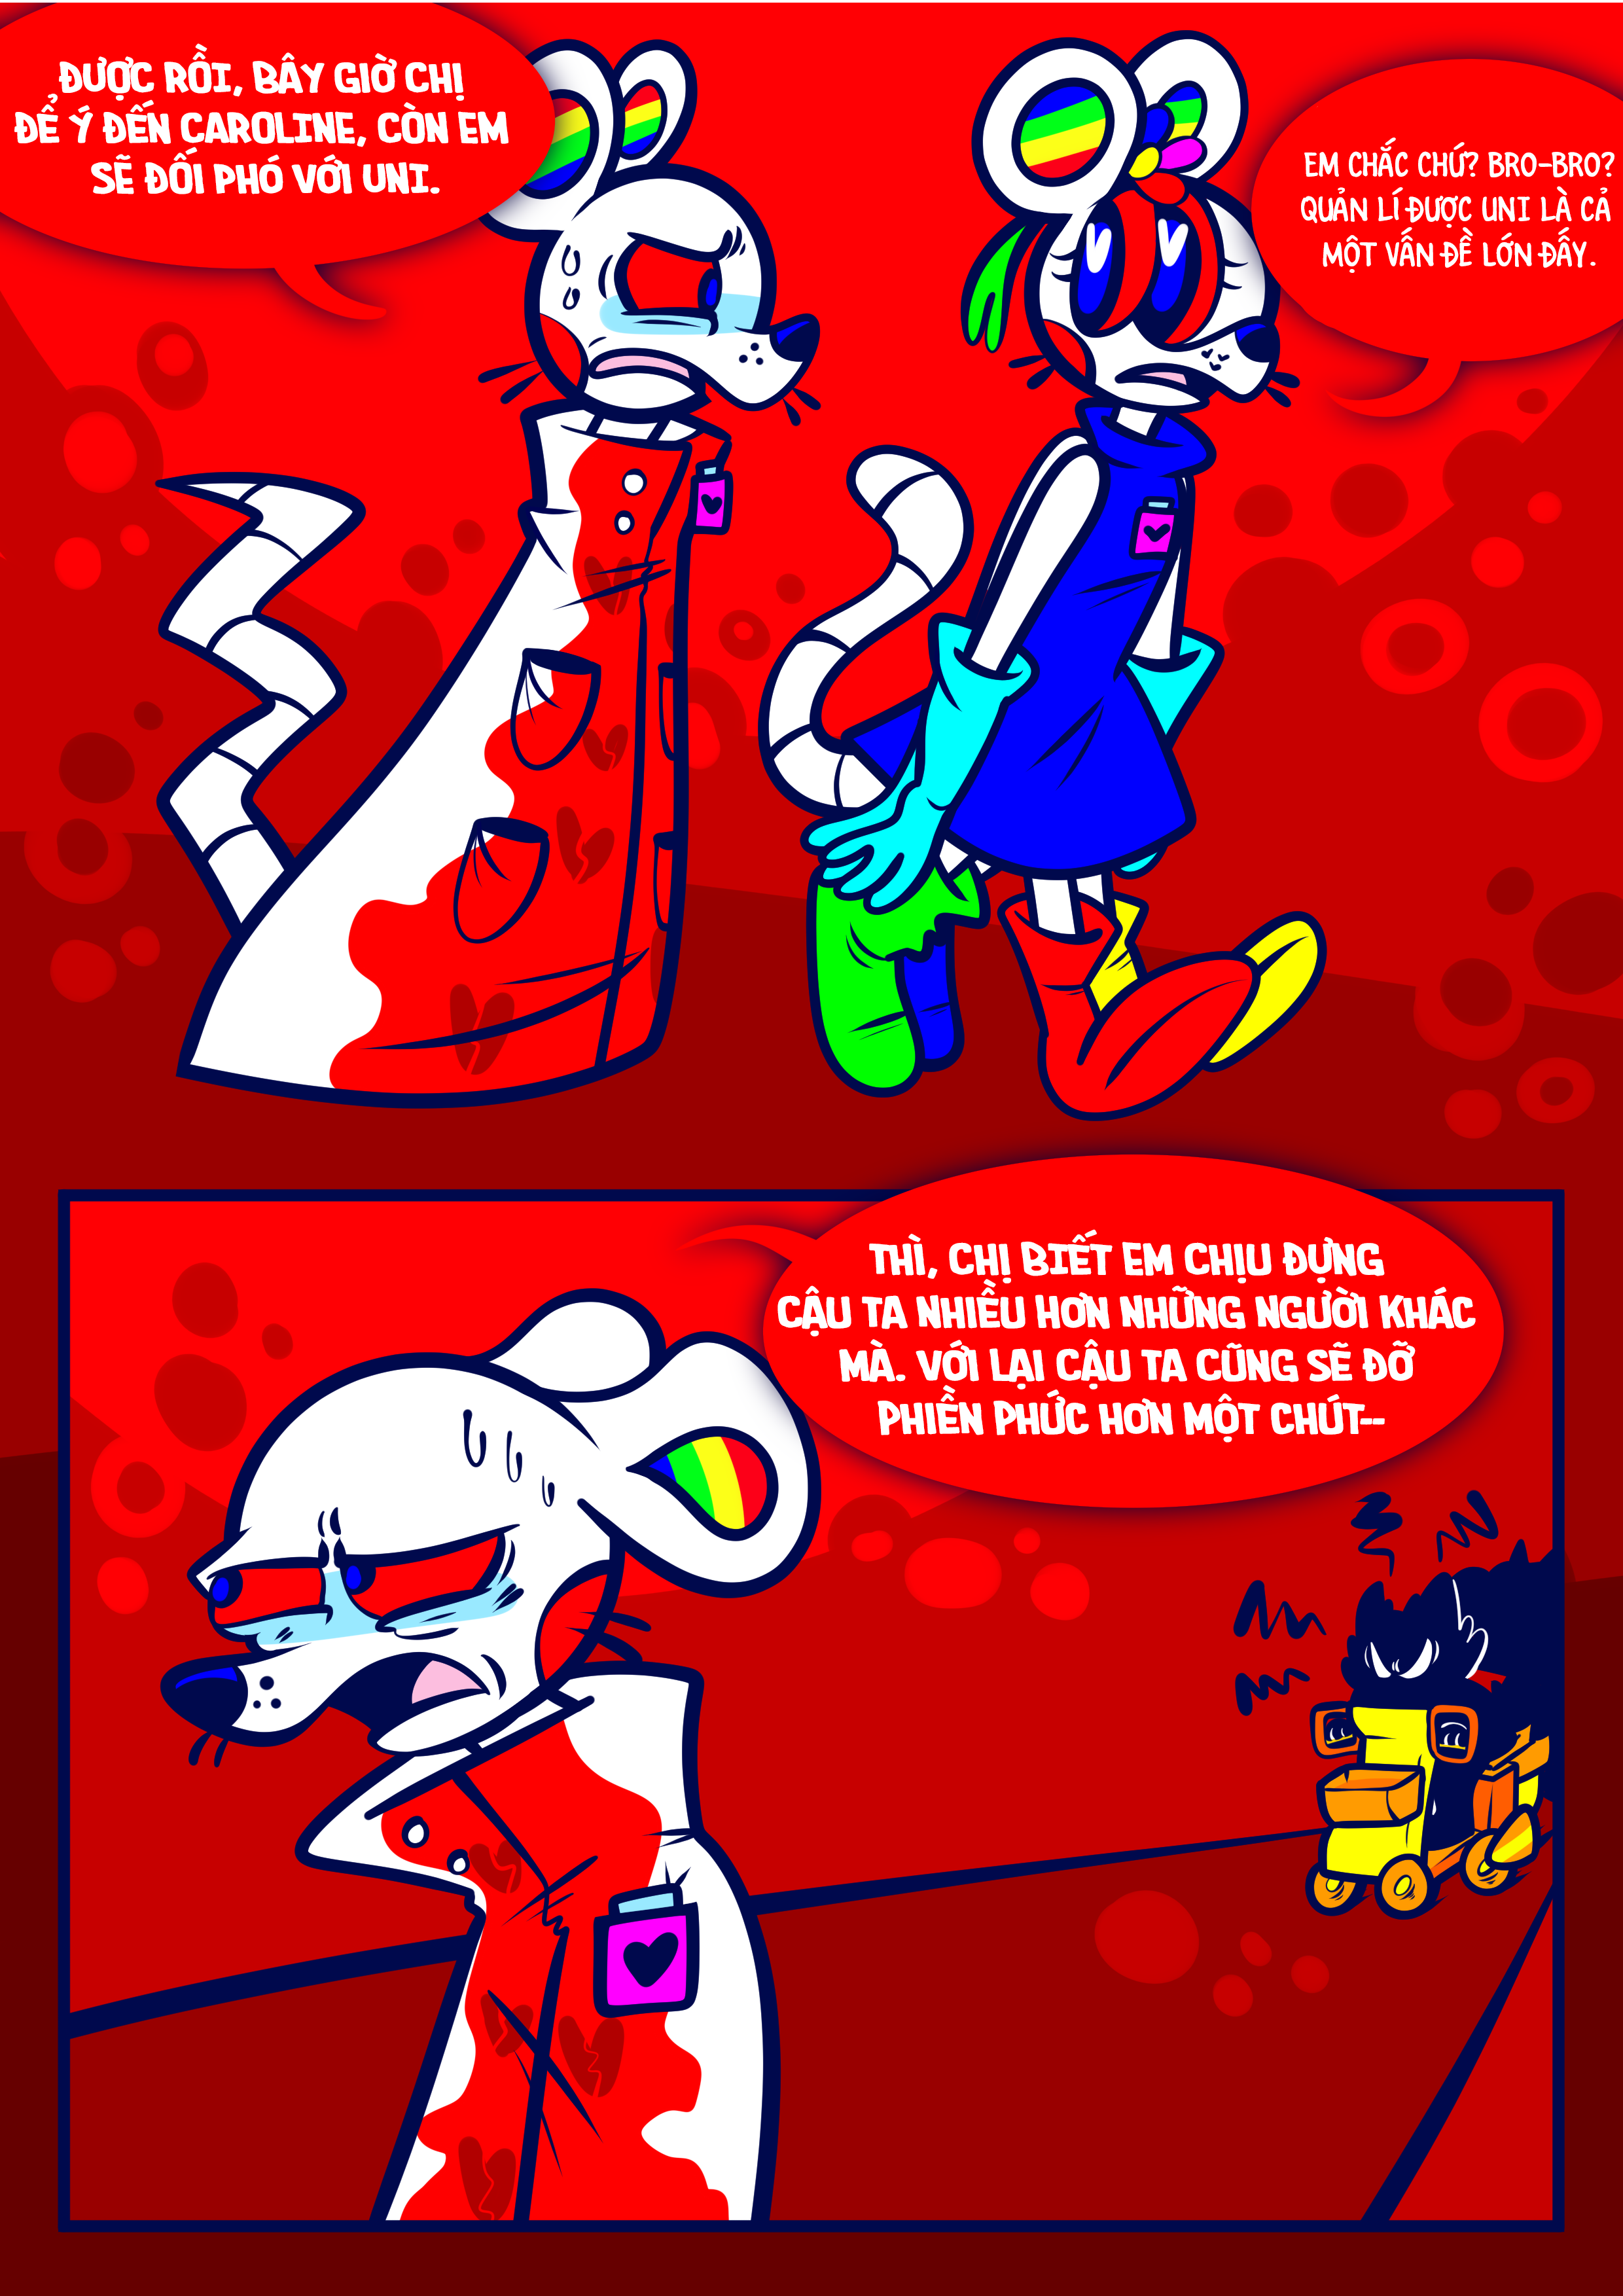 ĐƯỢC RỒI, BÂY GIỜ CHỊ
ĐỂ Ý ĐẾN CAROLINE, CÒN EM
SẼ ĐỐI PHÓ VỚI UNI.
EM CHẮC CHỨ? BRO-BRO?
QUẢN LÍ ĐƯỢC UNI LÀ CẢ
MỘT VẤN ĐỀ LỚN ĐẤY.
THÌ, CHỊ BIẾT EM CHỊU ĐỰNG
CẬU TA NHIỀU HƠN NHỮNG NGƯỜI KHÁC
MÀ. VỚI LẠI CẬU TA CŨNG SẼ ĐỠ
PHIỀN PHỨC HƠN MỘT CHÚT--